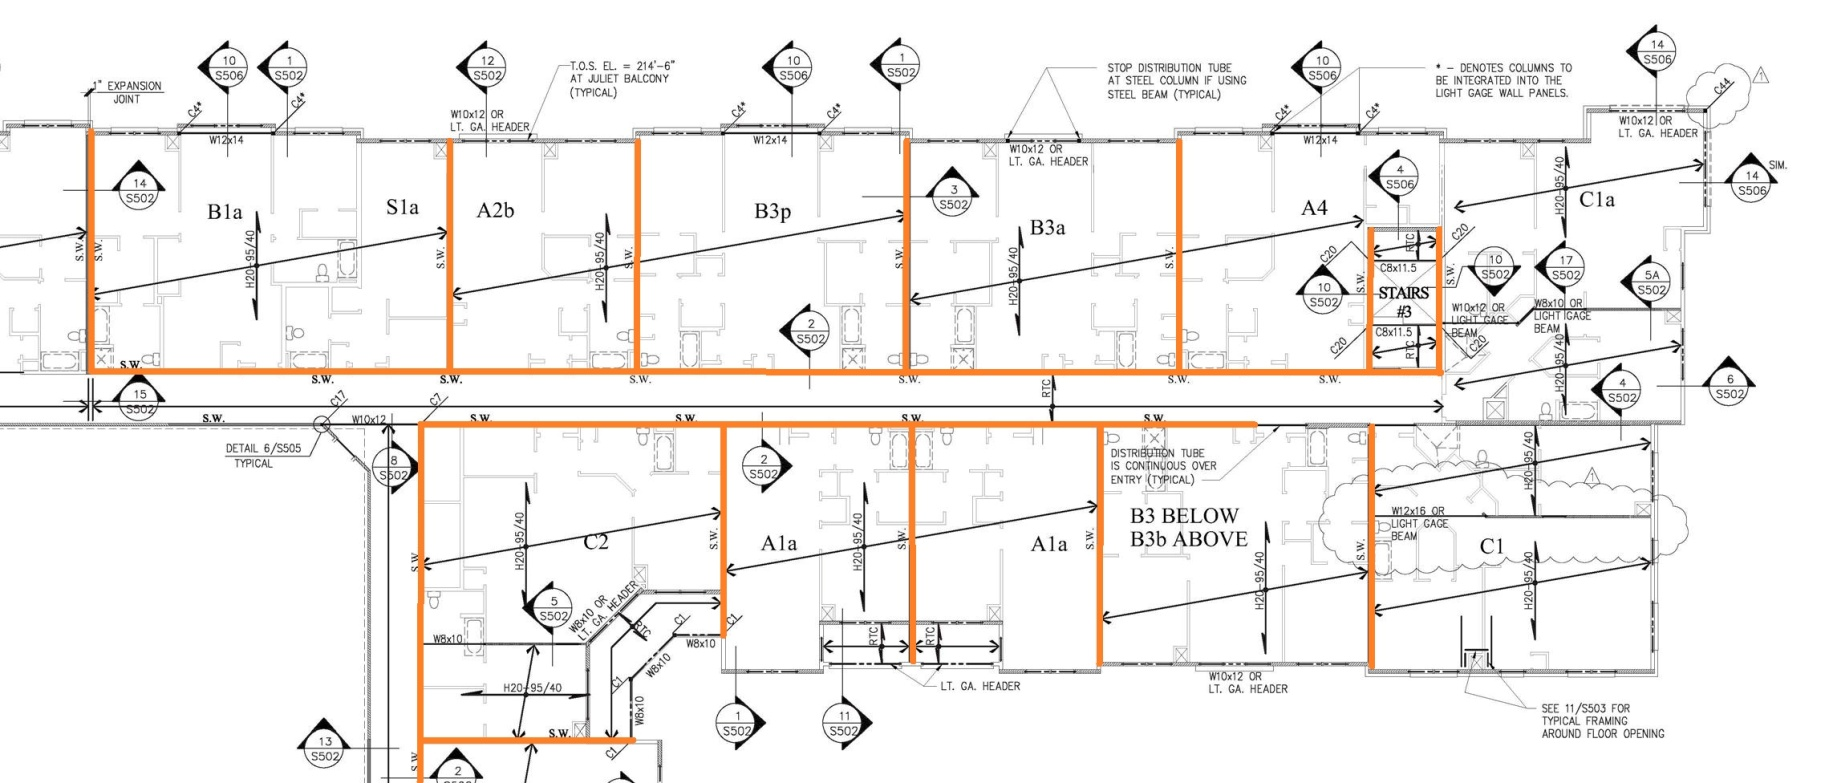 10
S506
1
S502
12
S502
10
S506
1
S502
10
S506
14
S506
1" EXPANSION
JOINT
T.O.S. EL. = 214'-6"
AT JULIET BALCONY
(TYPICAL)
STOP DISTRIBUTION TUBE
AT STEEL COLUMN IF USING
STEEL BEAM (TYPICAL)
* - DENOTES COLUMNS TO
BE INTEGRATED INTO THE
LIGHT GAGE WALL PANELS.
1
C44
C4*
C4*
W10x12 OR
LT. GA. HEADER
C4*
C4*
C4*
C4*
W10x12 OR
LT. GA. HEADER
W12x14
W12x14
W10x12 OR
LT. GA. HEADER
W12x14
14
S502
3
S502
4
S506
14
S506
SIM.
B1a
S1a
A2b
B3p
B3a
A4
C1a
S.W.
S.W.
S.W.
S.W.
S.W.
S.W.
S.W.
H20-95/40
H20-95/40
H20-95/40
H20-95/40
RTC
C20
C20
C8x11.5
10
S502
10
S502
17
S502
5A
S502
STAIRS
#3
W10x12 OR
LIGHT GAGE
BEAM
W8x10 OR
LIGHT GAGE
BEAM
C8x11.5
RTC
C20
C20
H20-95/40
2
S502
S.W.
S.W.
S.W.
S.W.
S.W.
S.W.
S.W.
15
S502
RTC
4
S502
6
S502
C17
C7
S.W.
W10x12
S.W.
S.W.
S.W.
S.W.
DETAIL 6/S505
TYPICAL
8
S502
2
S502
DISTRIBUTION TUBE
IS CONTINUOUS OVER
ENTRY (TYPICAL)
H20-95/40
1
W12x16 OR
LIGHT GAGE
BEAM
C2
A1a
A1a
B3 BELOW
B3b ABOVE
C1
S.W.
S.W.
S.W.
S.W.
S.W.
H20-95/40
H20-95/40
H20-95/40
H20-95/40
5
S502
W8x10 OR
LT. GA. HEADER
RTC
C1
C1
W8x10
W8x10
W8x10
C1
W8x10
H20-95/40
RTC
RTC
LT. GA. HEADER
W10x12 OR
LT. GA. HEADER
S.W.
C1
1
S502
11
S502
13
S502
2
S.W.
SEE 11/S503 FOR
TYPICAL FRAMING
AROUND FLOOR OPENING